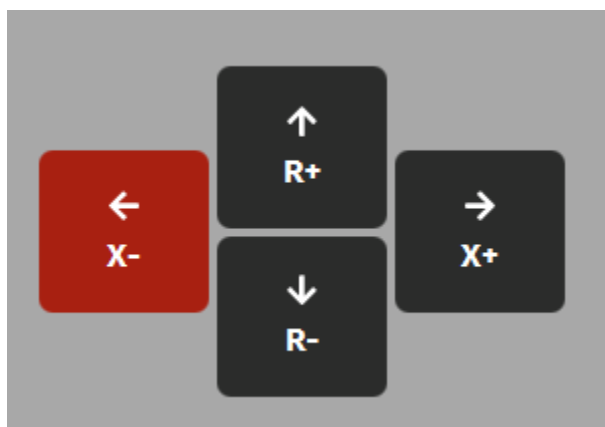 ↑
R+
←
X-
→
X+
↓
R-